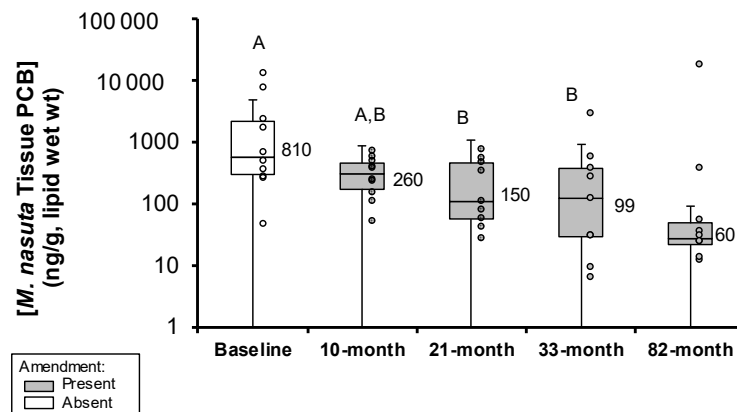 100 000
10 000
1000
100
10
1
[M. nasuta Tissue PCB]
(ng/g, lipid wet wt)
A
A,B
B
B
810
260
150
99
60
Baseline
10-month
21-month
33-month
82-month
Amendment:
Present
Absent